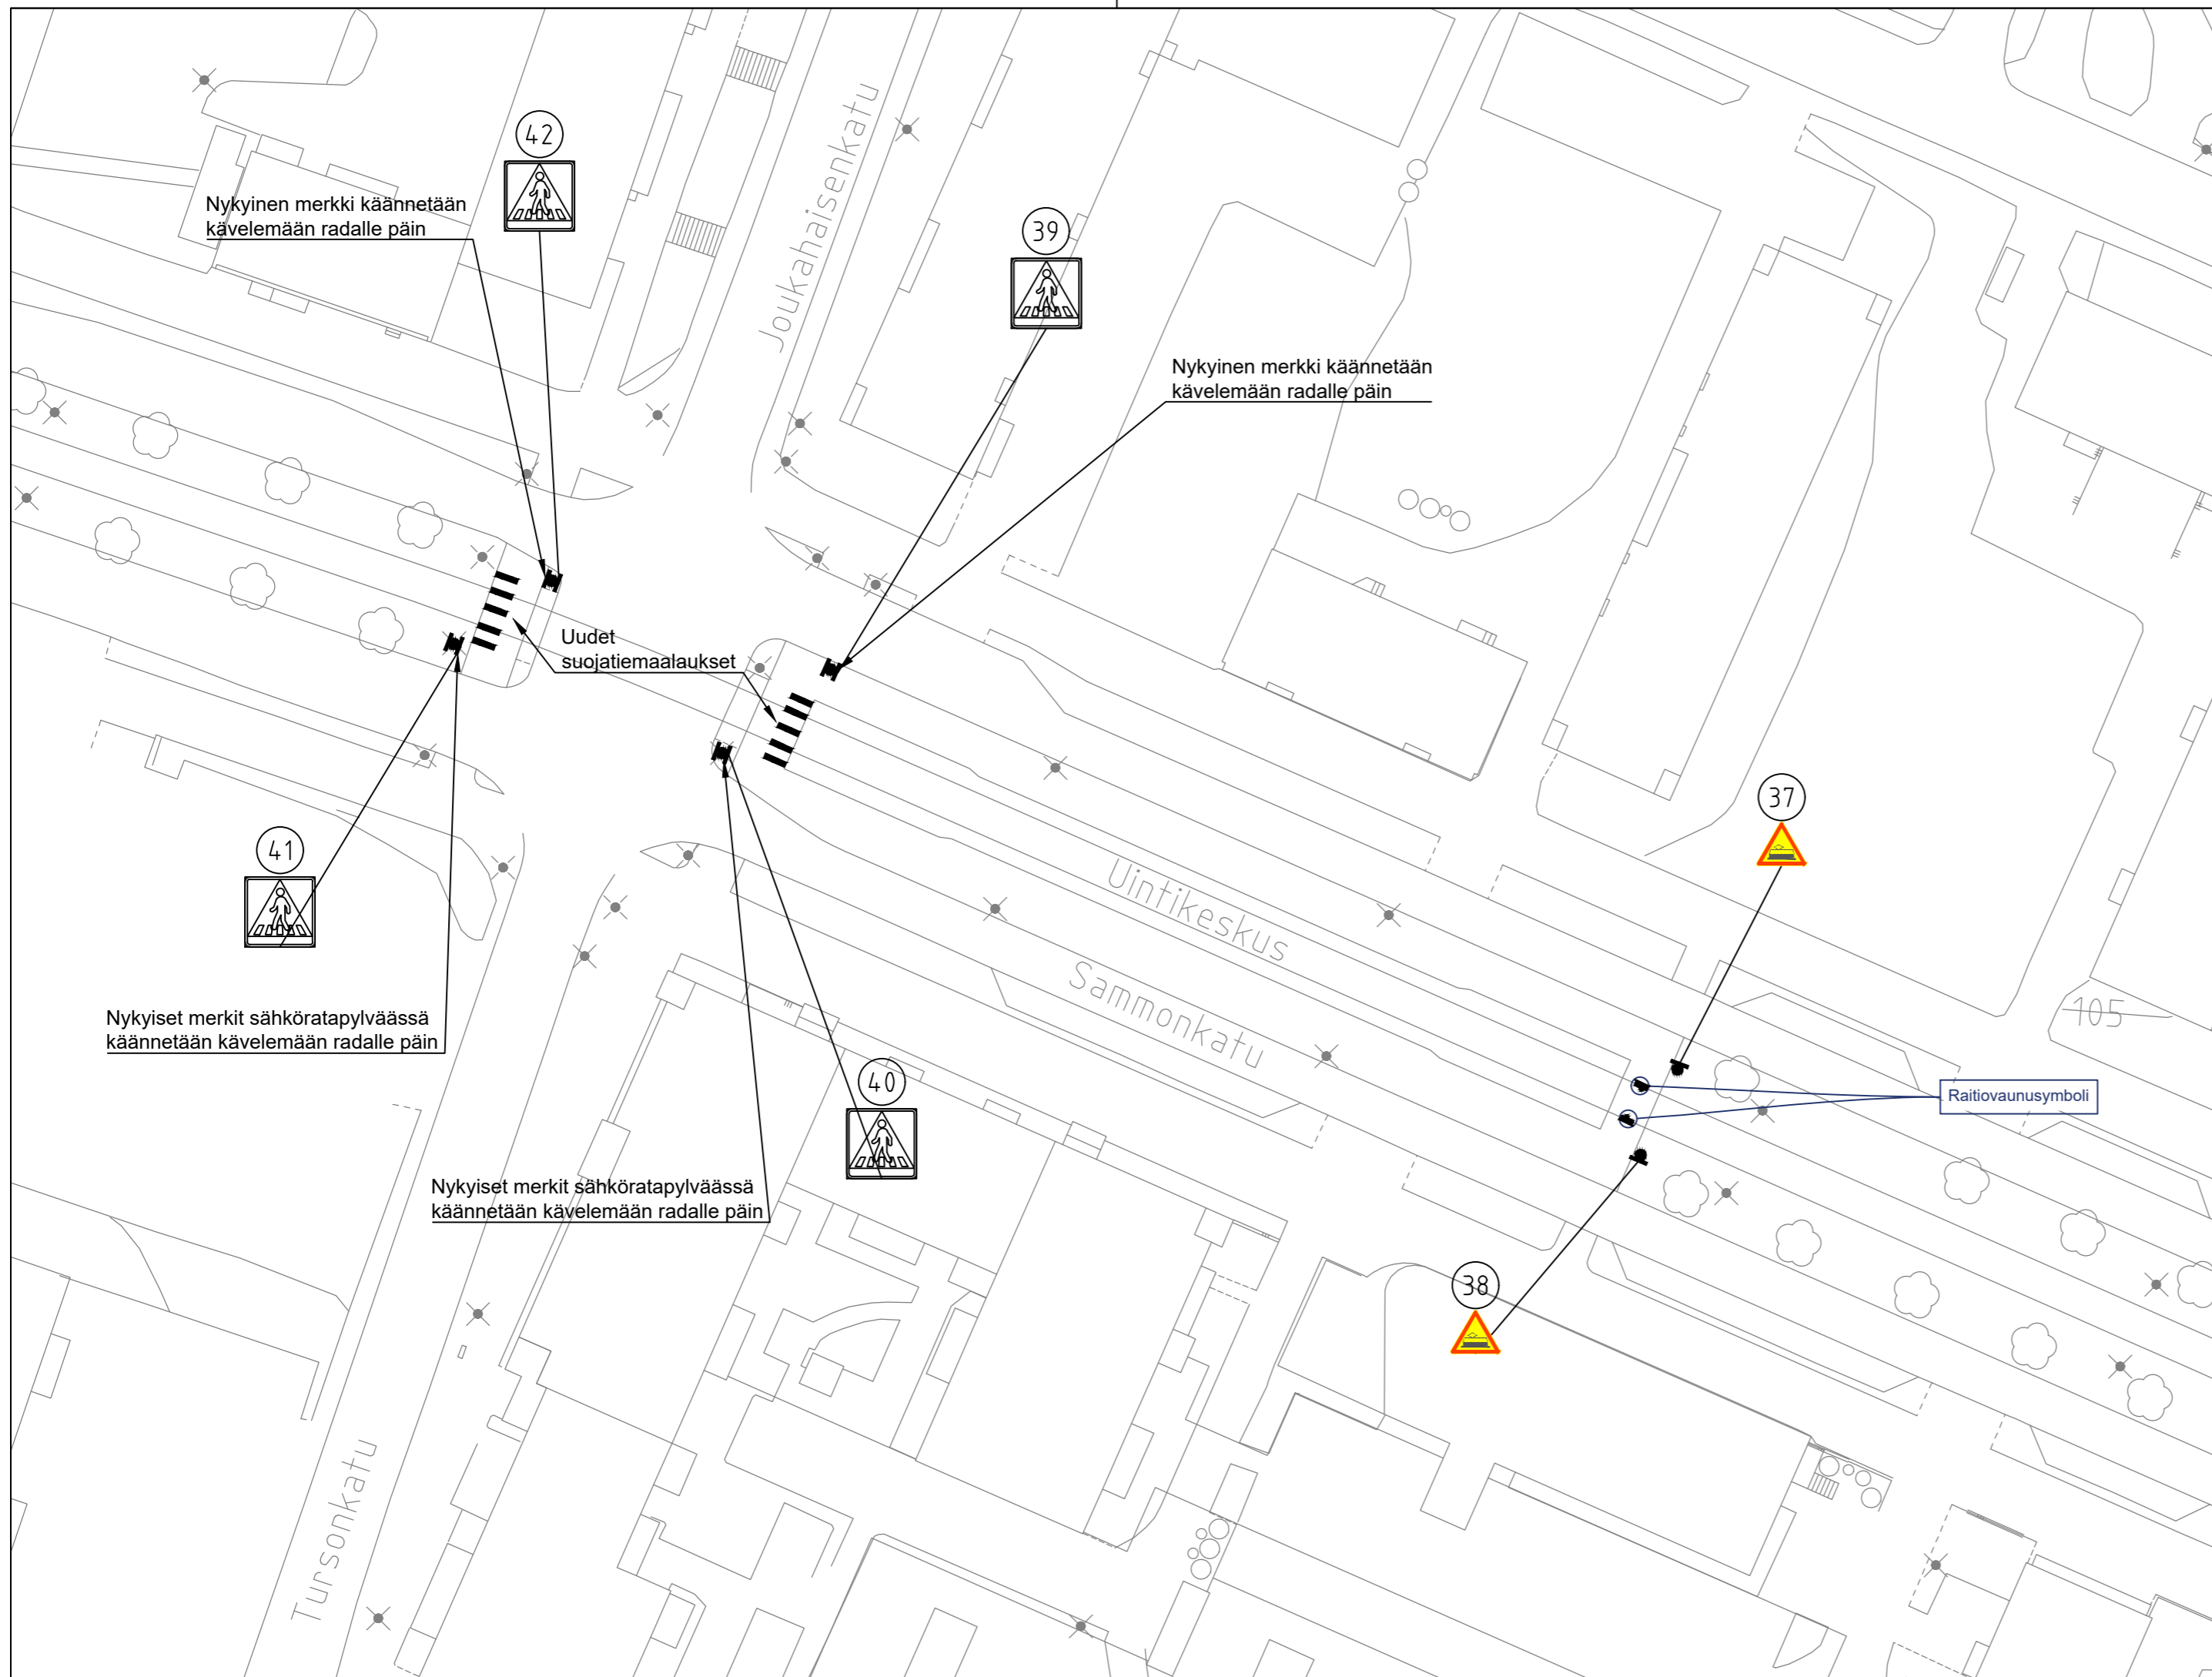 42
Nykyinen merkki käännetään
kävelemään radalle päin
Joukahaisenkatu
39
Nykyinen merkki käännetään
kävelemään radalle päin
Uudet
suojatiemaalaukset
37
41
Uintikeskus
Sammonkatu
105
Nykyiset merkit sähköratapylväässä
käännetään kävelemään radalle päin
40
Raitiovaunusymboli
Nykyiset merkit sähköratapylväässä
käännetään kävelemään radalle päin
38
Tursonkatu